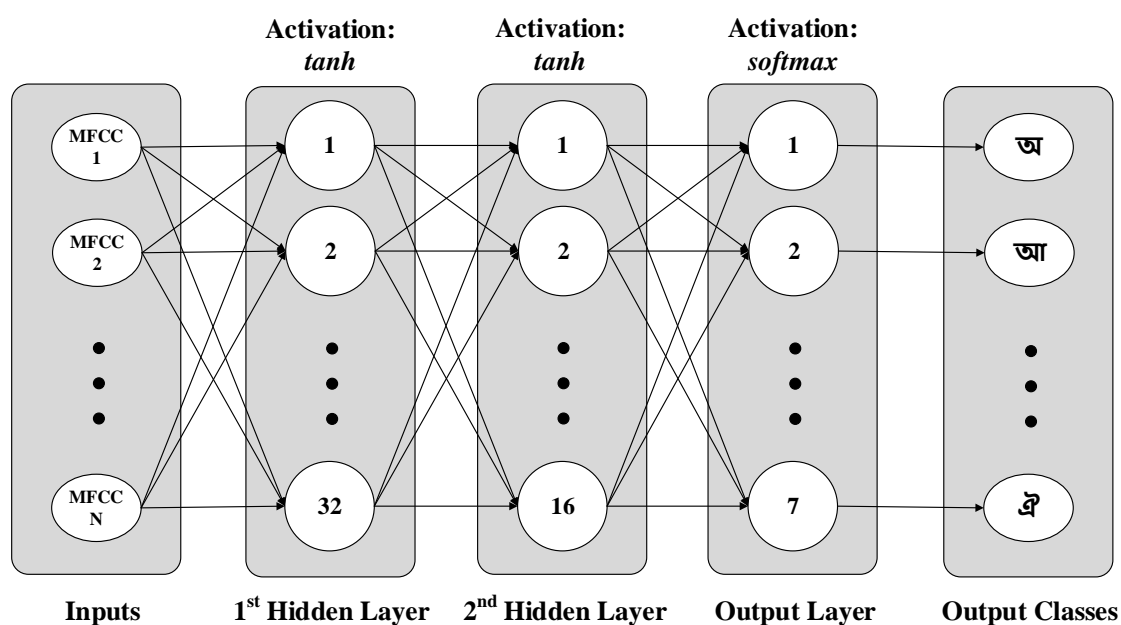 Activation:
tanh
Activation:
tanh
Activation:
softmax
MFCC
1
1
1
1
অ
MFCC
2
2
2
2
আ
MFCC
N
32
16
7
ঐ
Inputs
1st Hidden Layer
2nd Hidden Layer
Output Layer
Output Classes